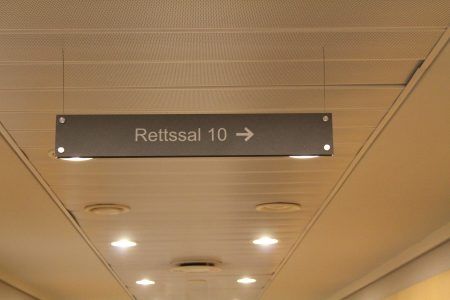 Rettssal 10 →